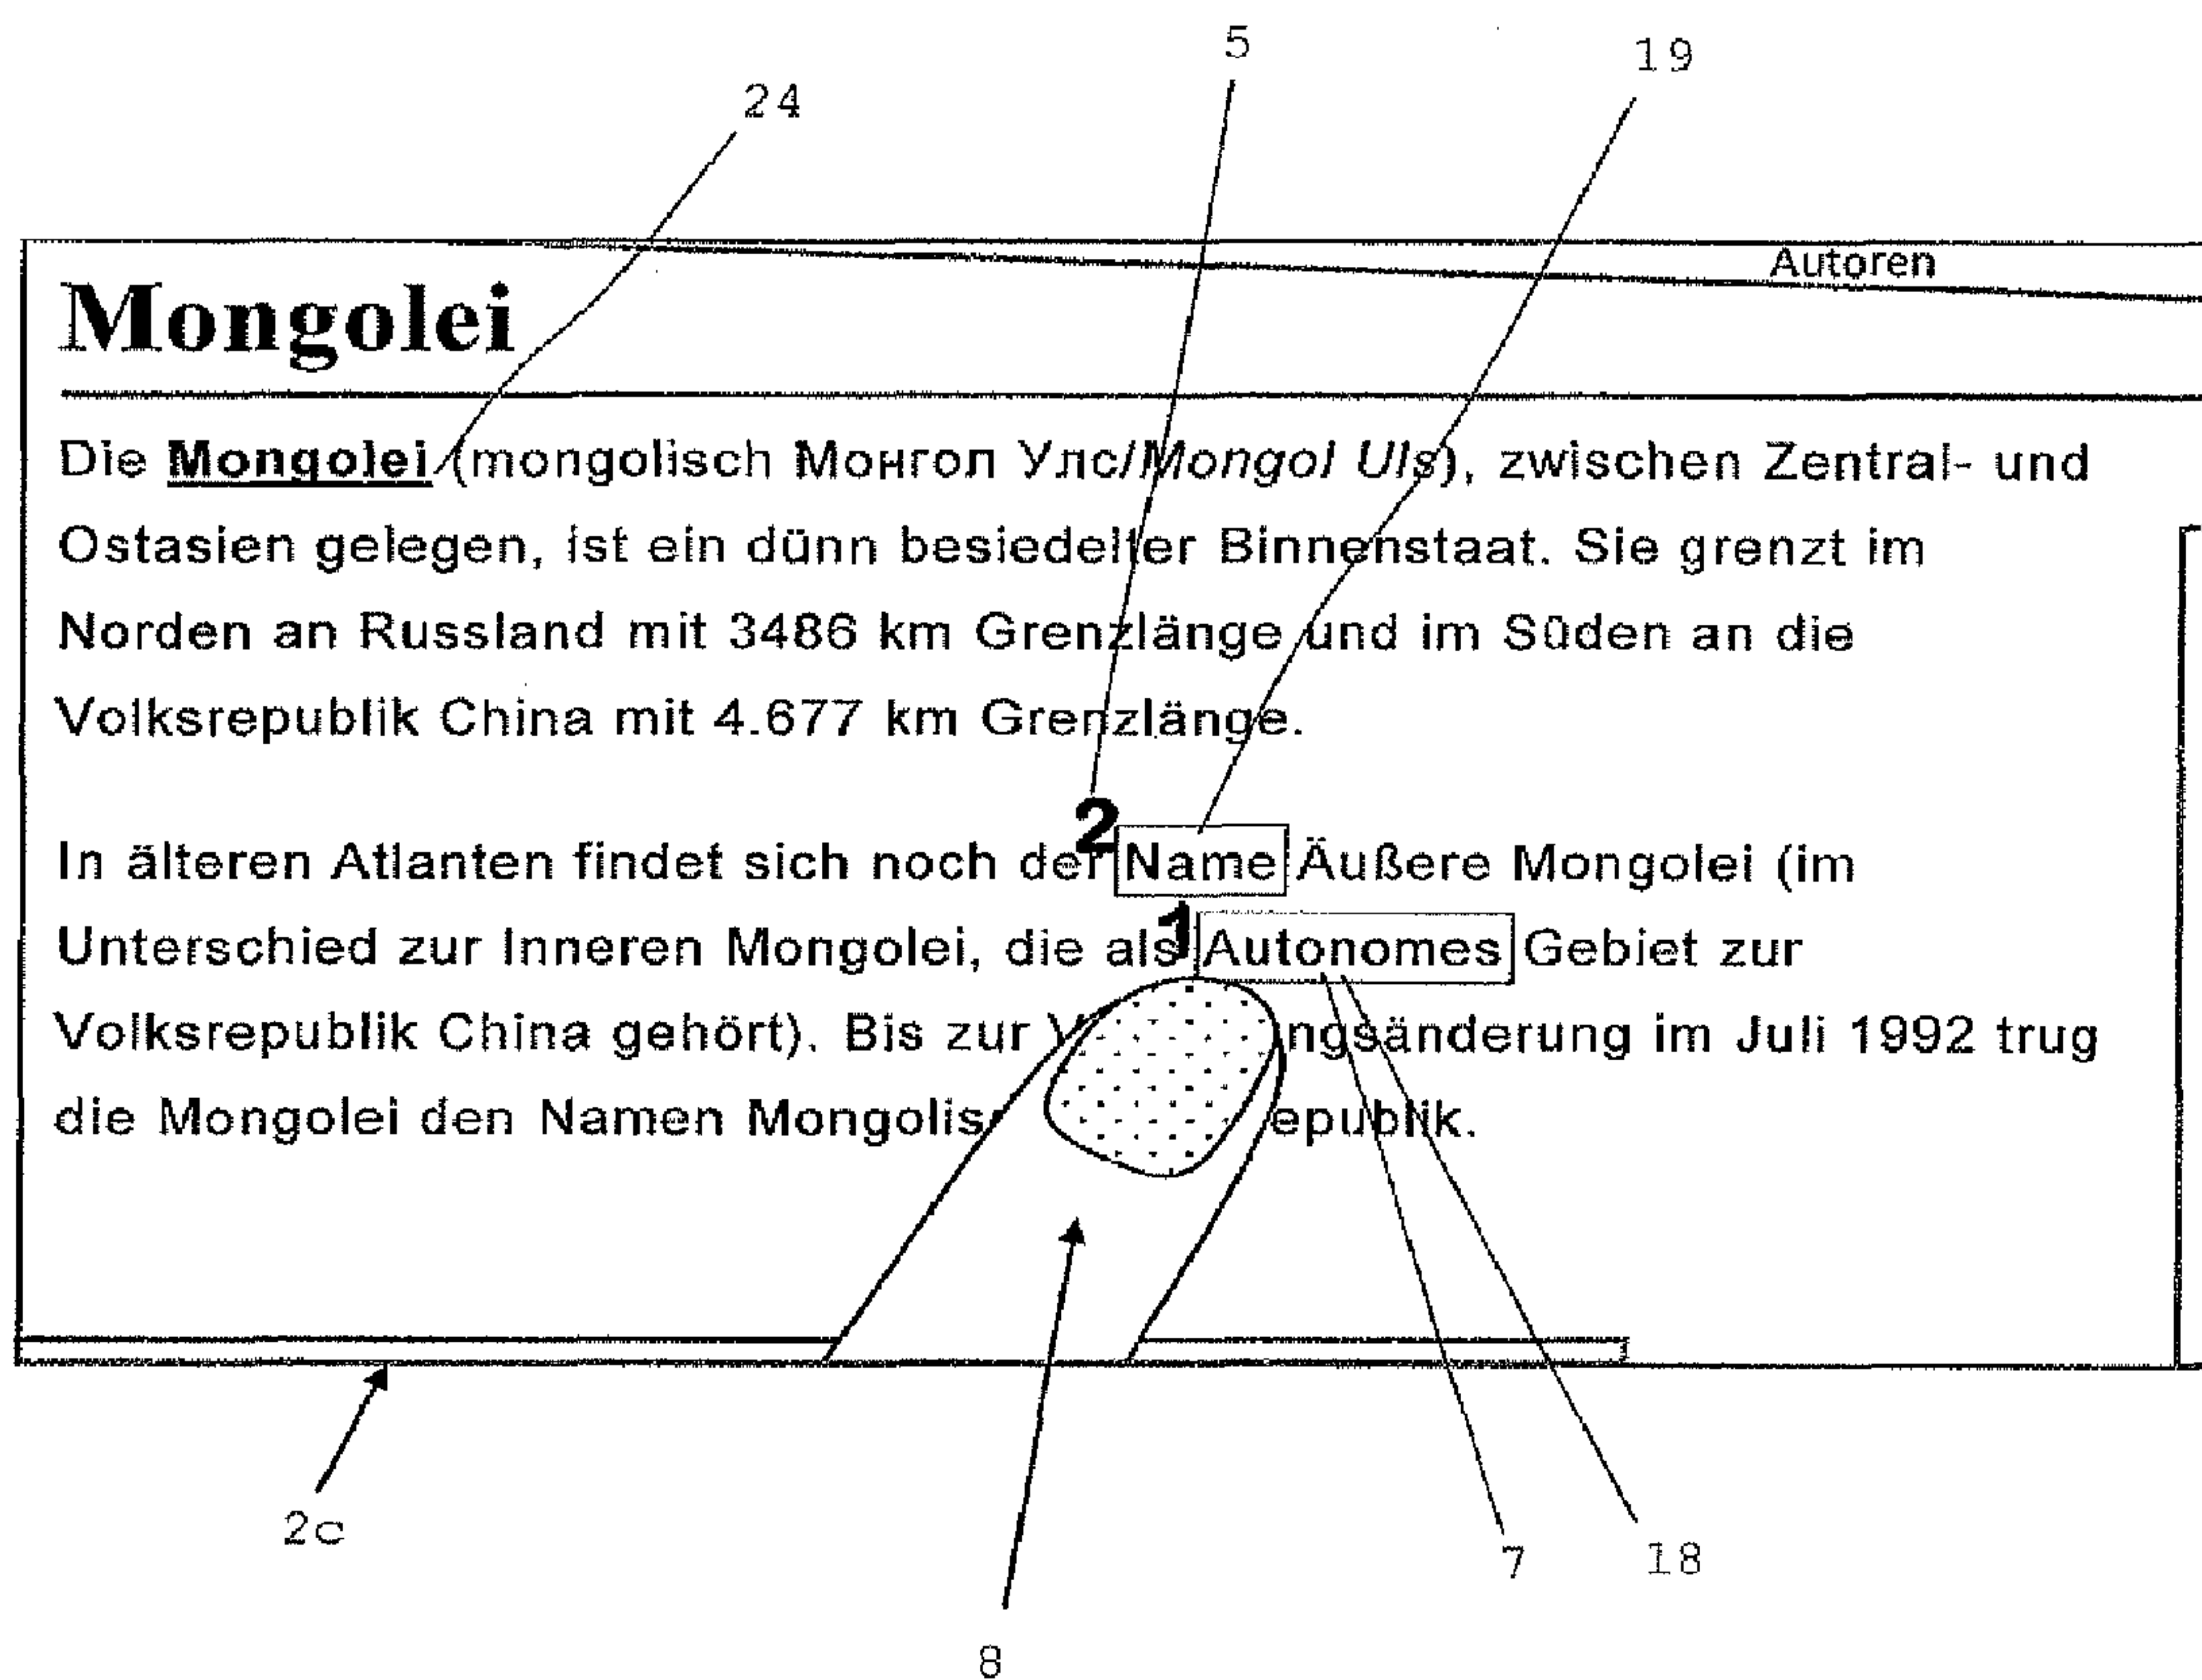 5
19
24
Autoren
Mongolei
Die Mongolei (mongolisch Монгол Улс/Mongol Uls), zwischen Zentral- und
Ostasien gelegen, ist ein dünn besiedelter Binnenstaat. Sie grenzt im
Norden an Russland mit 3486 km Grenzlänge und im Süden an die
Volksrepublik China mit 4.677 km Grenzlänge.
2
In älteren Atlanten findet sich noch der Name Äußere Mongolei (im
1
Unterschied zur Inneren Mongolei, die als Autonomes Gebiet zur
Volksrepublik China gehört). Bis zur ngsänderung im Juli 1992 trug
die Mongolei den Namen Mongolis epublik.
2c
7
18
8